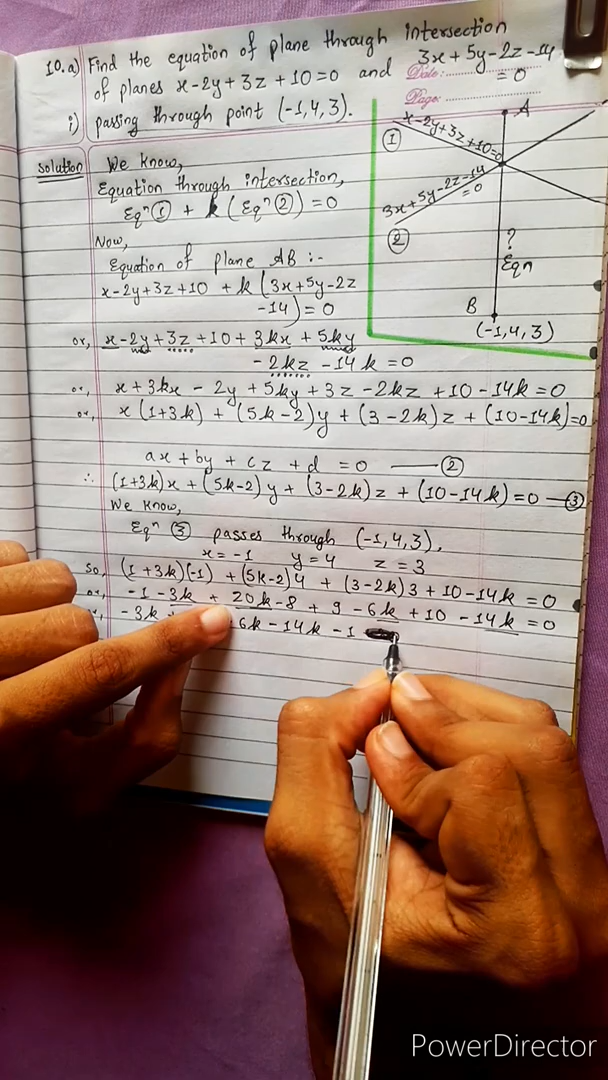 10.a) Find the equation of plane through intersection
of planes x-2y+3z+10=0 and 3x+5y-2z-14=0
Date:
Page:
i) passing through point (-1,4,3).
A
x-2y+3z+10=0
①
3x+5y-2z-14=0
②
?
Eqn
B
(-1,4,3)
Solution We know,
Equation through intersection,
Eqⁿ① + k (Eqⁿ②) = 0
Now,
Equation of plane AB :-
x-2y+3z+10 + k (3x+5y-2z
-14) = 0
or, x-2y+3z+10+3kx+5ky
-2kz-14k=0
or, x+3kx-2y+5ky+3z-2kz+10-14k=0
or, x(1+3k)+(5k-2)y+(3-2k)z+(10-14k)=0
ax+by+cz+d=0 — ②
∴ (1+3k)x+(5k-2)y+(3-2k)z+(10-14k)=0 — ③
We know,
Eqⁿ ③ passes through (-1,4,3),
x=-1 y=4 z=3
So, (1+3k)(-1)+(5k-2)4+(3-2k)3+10-14k=0
or, -1-3k+20k-8+9-6k+10-14k=0
or, -3k 6k-14k-1
PowerDirector